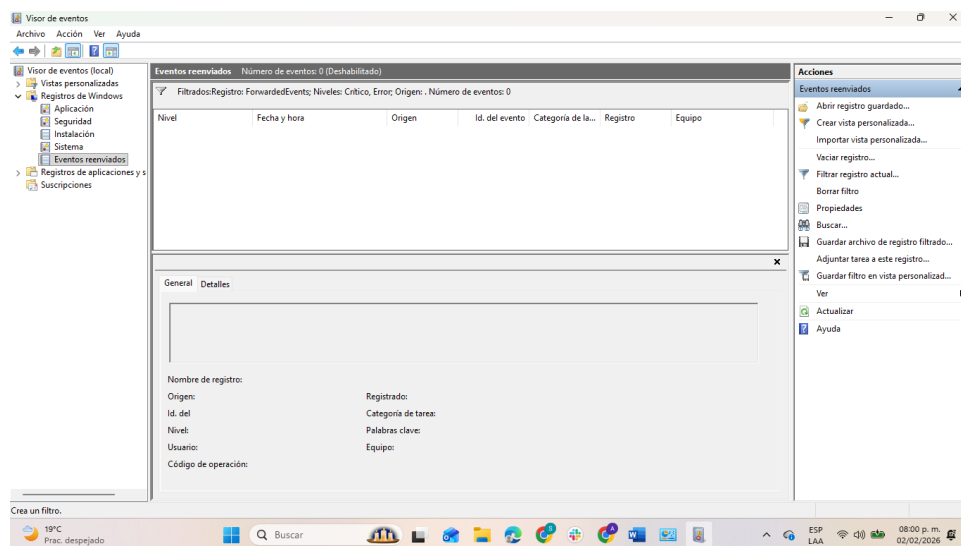 Visor de eventos
Archivo Acción Ver Ayuda
Visor de eventos (local)
Vistas personalizadas
Registros de Windows
Aplicación
Seguridad
Instalación
Sistema
Eventos reenviados
Registros de aplicaciones y s
Suscripciones
Eventos reenviados Número de eventos: 0 (Deshabilitado)
Filtrados:Registro: ForwardedEvents; Niveles: Crítico, Error; Origen: . Número de eventos: 0
Nivel Fecha y hora Origen Id. del evento Categoría de la... Registro Equipo
General Detalles
Nombre de registro:
Origen: Registrado:
Id. del Categoría de tarea:
Nivel: Palabras clave:
Usuario: Equipo:
Código de operación:
Acciones
Eventos reenviados
Abrir registro guardado...
Crear vista personalizada...
Importar vista personalizada...
Vaciar registro...
Filtrar registro actual...
Borrar filtro
Propiedades
Buscar...
Guardar archivo de registro filtrado...
Adjuntar tarea a este registro...
Guardar filtro en vista personalizad...
Ver
Actualizar
Ayuda
Crea un filtro.
19°C
Prac. despejado
Buscar
ESP
LAA
08:00 p. m.
02/02/2026